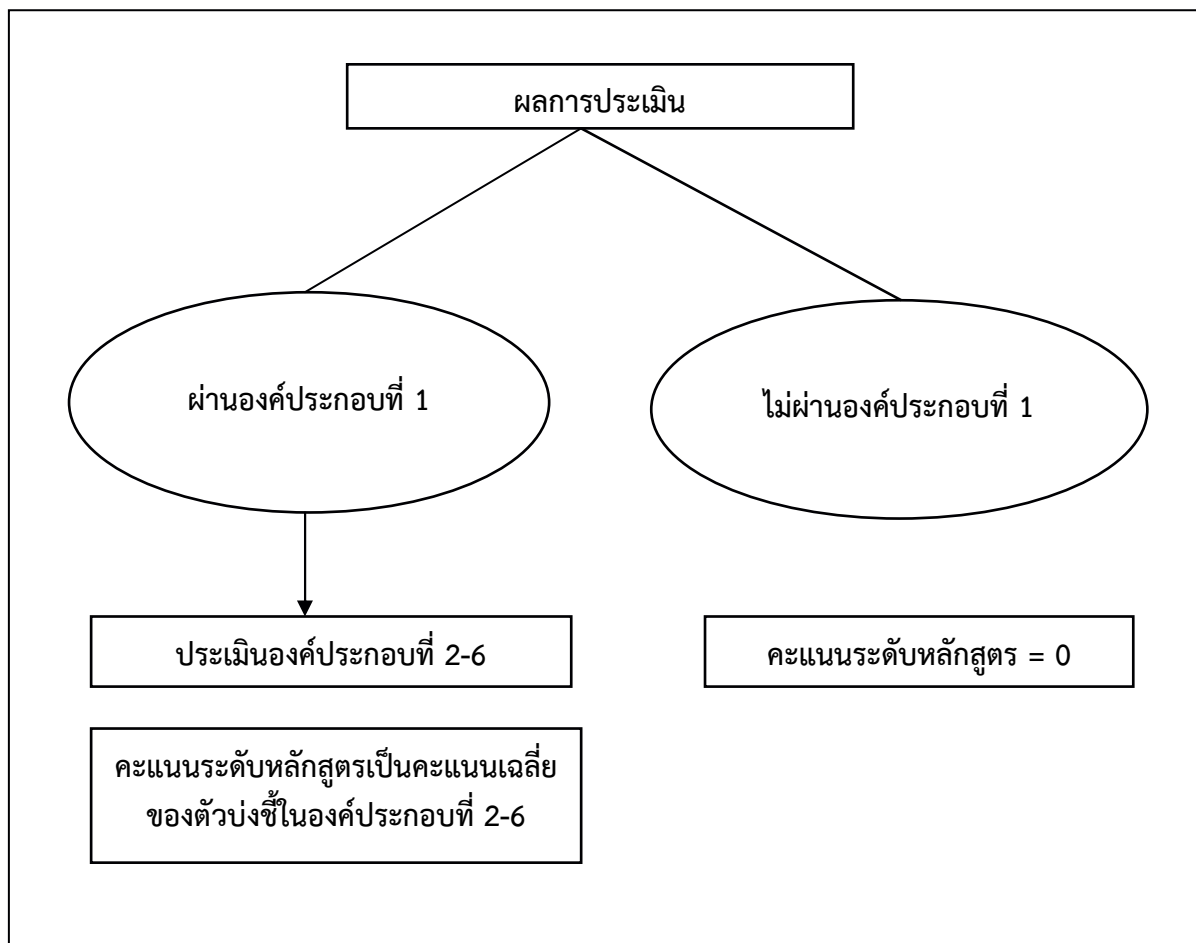 ผลการประเมิน
ผ่านองค์ประกอบที่ 1
ไม่ผ่านองค์ประกอบที่ 1
ประเมินองค์ประกอบที่ 2-6
คะแนนระดับหลักสูตร = 0
คะแนนระดับหลักสูตรเป็นคะแนนเฉลี่ย
ของตัวบ่งชี้ในองค์ประกอบที่ 2-6